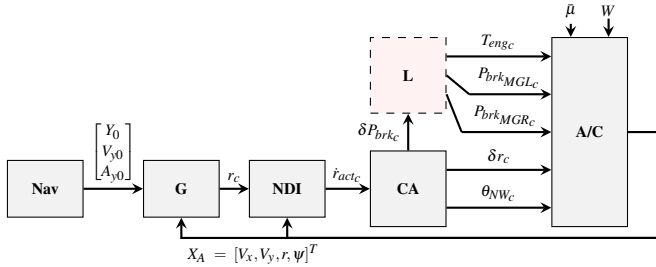 μ̄ W
T_{eng_c}
L
P_{brk_{MGL_c}}
P_{brk_{MGR_c}}
A/C
δP_{brk_c}
Y_0
V_{y0}
A_{y0}
Nav
G
r_c
NDI
ṙ_{act_c}
CA
δr_c
θ_{NW_c}
X_A = [V_x, V_y, r, ψ]^T